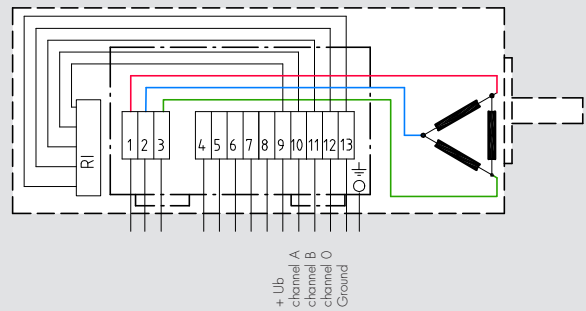 RI
1 2 3
4 5 6 7 8 9 10 11 12 13
+ Ub
channel A
channel B
channel 0
Ground